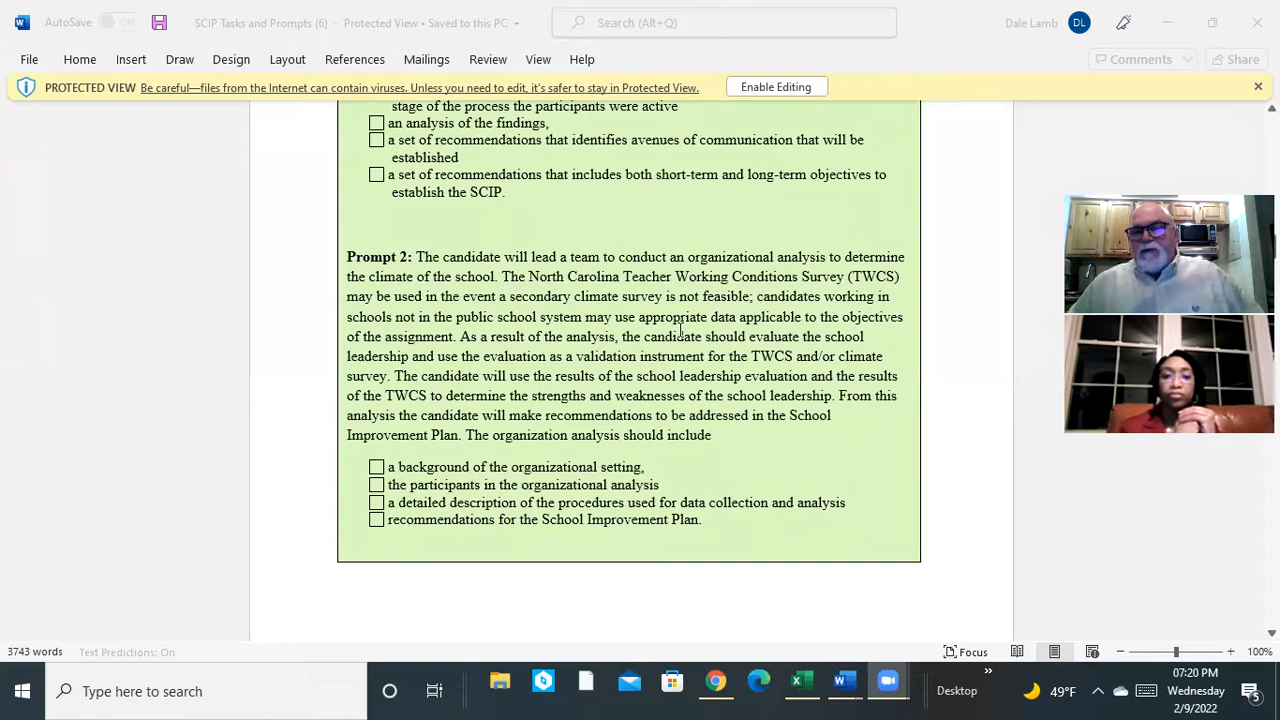 AutoSave Off SCIP Tasks and Prompts (6) - Protected View • Saved to this PC Search (Alt+Q) Dale Lamb DL
File Home Insert Draw Design Layout References Mailings Review View Help Comments Share
PROTECTED VIEW Be careful—files from the Internet can contain viruses. Unless you need to edit, it's safer to stay in Protected View. Enable Editing
stage of the process the participants were active
an analysis of the findings,
a set of recommendations that identifies avenues of communication that will be
established
a set of recommendations that includes both short-term and long-term objectives to
establish the SCIP.
Prompt 2: The candidate will lead a team to conduct an organizational analysis to determine
the climate of the school. The North Carolina Teacher Working Conditions Survey (TWCS)
may be used in the event a secondary climate survey is not feasible; candidates working in
schools not in the public school system may use appropriate data applicable to the objectives
of the assignment. As a result of the analysis, the candidate should evaluate the school
leadership and use the evaluation as a validation instrument for the TWCS and/or climate
survey. The candidate will use the results of the school leadership evaluation and the results
of the TWCS to determine the strengths and weaknesses of the school leadership. From this
analysis the candidate will make recommendations to be addressed in the School
Improvement Plan. The organization analysis should include
a background of the organizational setting,
the participants in the organizational analysis
a detailed description of the procedures used for data collection and analysis
recommendations for the School Improvement Plan.
3743 words Text Predictions: On Focus 100%
Type here to search Desktop 49°F 07:20 PM
Wednesday
2/9/2022
5